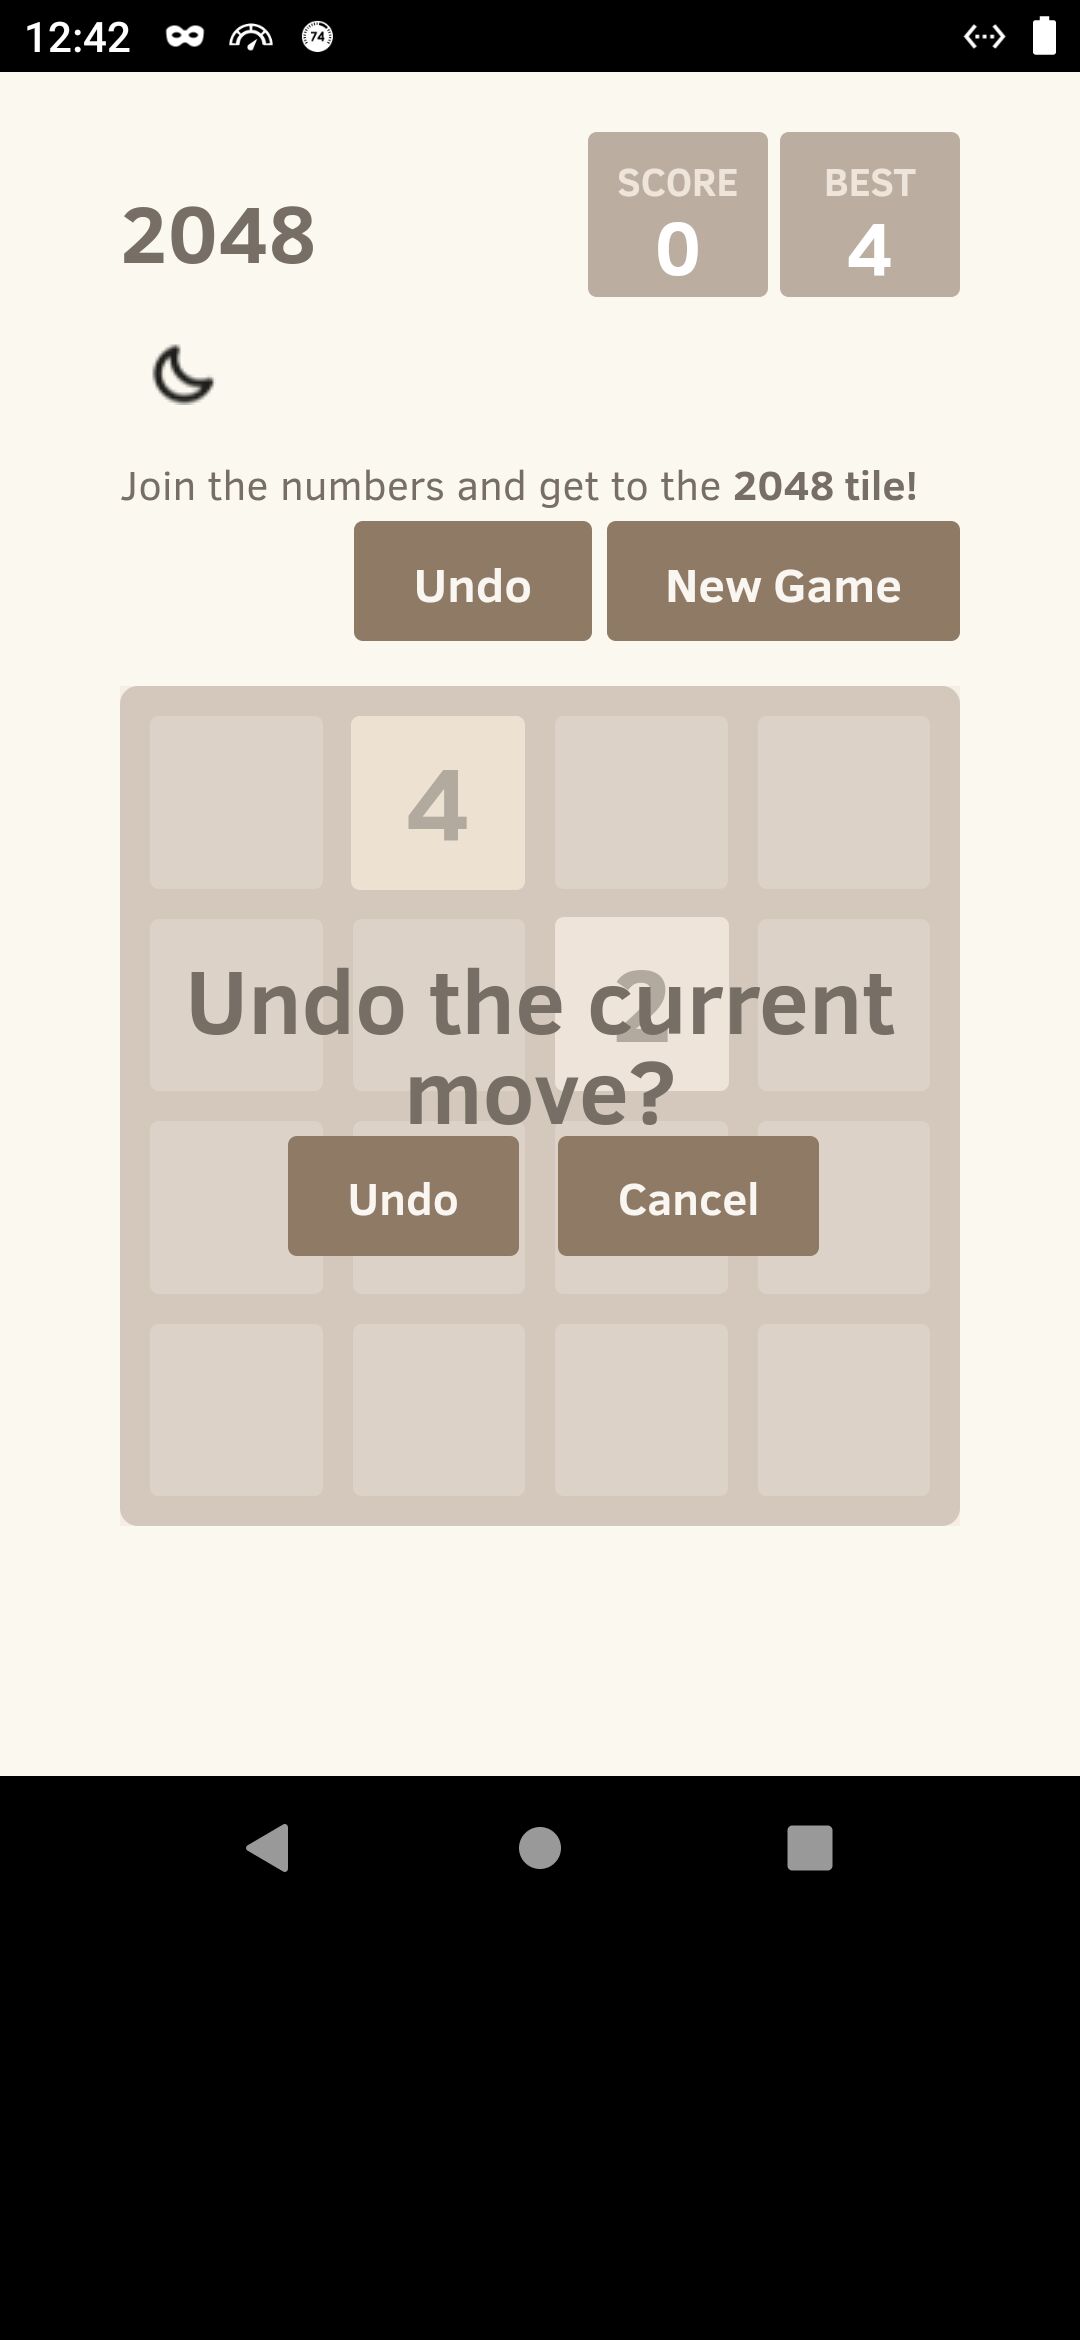 12:42
74
SCORE
BEST
2048
0
4
Join the numbers and get to the 2048 tile!
Undo
New Game
4
2
Undo the current
move?
Undo
Cancel